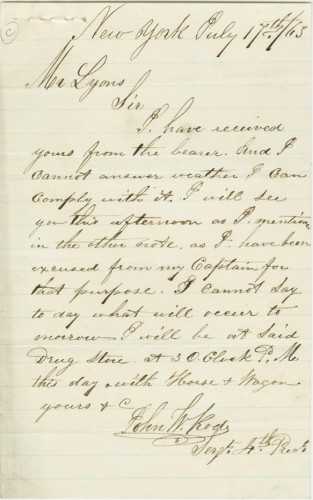 C
New York July 17th/63
Mr Lyons
Sir
I have received
yours from the bearer. And I
cannot answer weather I can
comply with it. I will see
you this afternoon as I mention
in the other note, as I have been
excused from my Captain for
that purpose. I cannot say
to day what will occur to
morrow I will be at said
Drug Store at 3 O.Clock P. M
this day with Horse & Wagon
yours & C
John W.
Sergt. 4th Regt